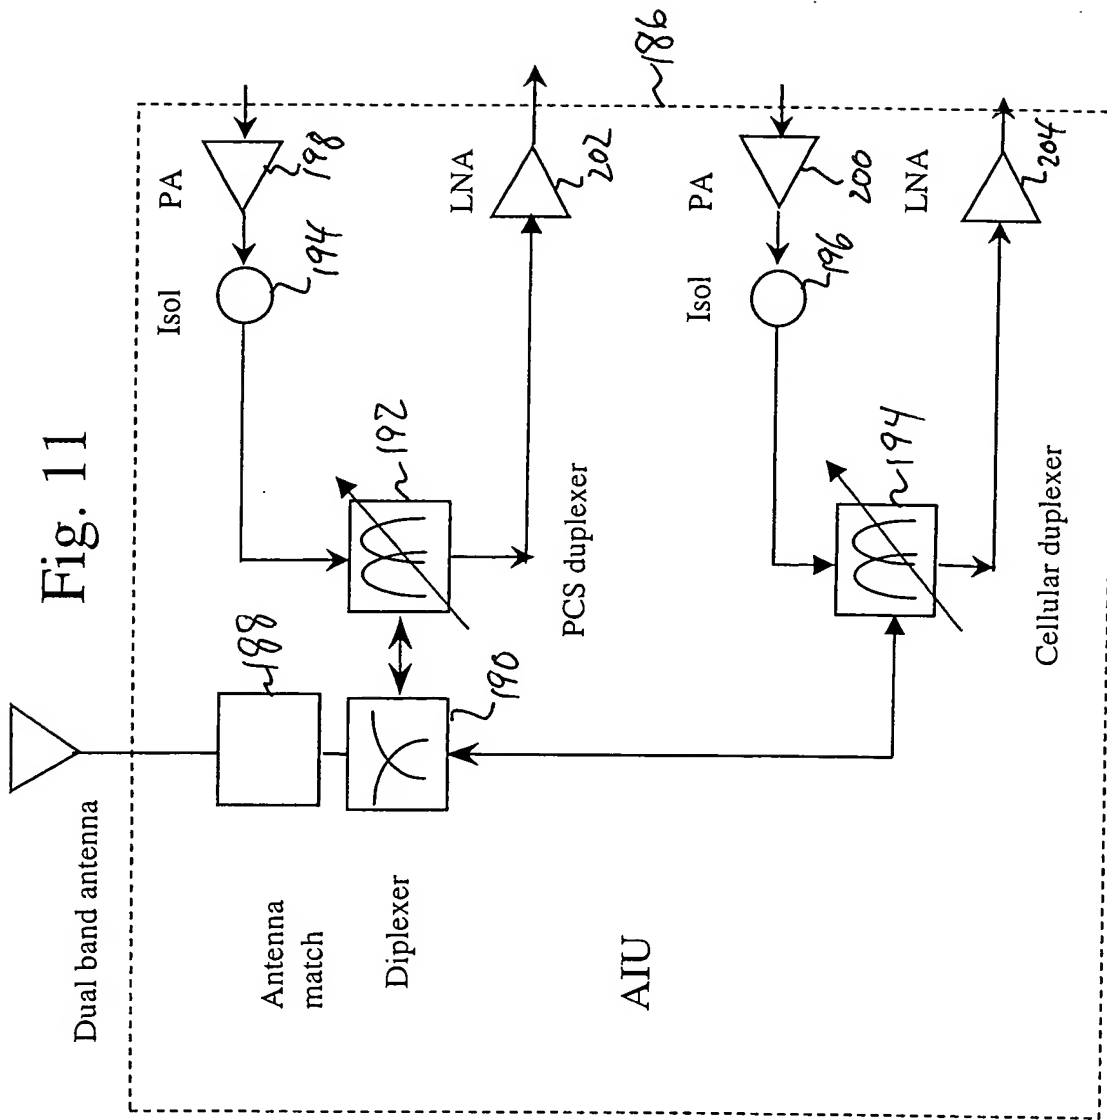 Fig. 11
Dual band antenna
Antenna
match
188
Diplexer
190
AIU
PCS duplexer
192
Isol
194
PA
198
LNA
202
186
Cellular duplexer
194
Isol
196
PA
200
LNA
204